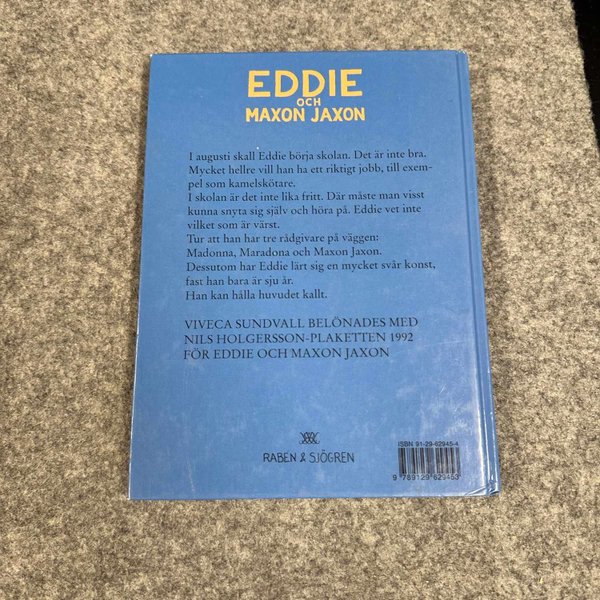 EDDIE
OCH
MAXON JAXON
I augusti skall Eddie börja skolan. Det är inte bra.
Mycket hellre vill han ha ett riktigt jobb, till exem-
pel som kamelskötare.
I skolan är det inte lika fritt. Där måste man visst
kunna snyta sig själv och höra på. Eddie vet inte
vilket som är värst.
Tur att han har tre rådgivare på väggen:
Madonna, Maradona och Maxon Jaxon.
Dessutom har Eddie lärt sig en mycket svår konst,
fast han bara är sju år.
Han kan hålla huvudet kallt.
VIVECA SUNDVALL BELÖNADES MED
NILS HOLGERSSON-PLAKETTEN 1992
FÖR EDDIE OCH MAXON JAXON
RABEN & SJÖGREN
ISBN 91-29-62945-4
9 789129 629453